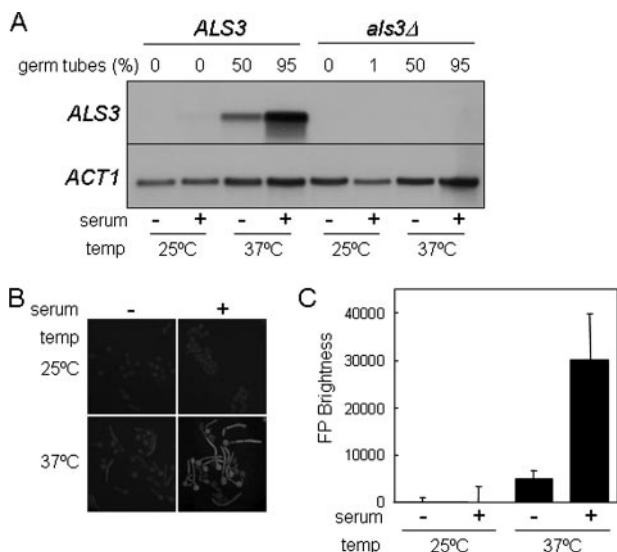 A
ALS3 als3Δ
germ tubes (%) 0 0 50 95 0 1 50 95
ALS3
ACT1
serum - + - + - + - +
temp 25ºC 37ºC 25ºC 37ºC
B
serum - +
temp
25ºC
37ºC
C
FP Brightness
40000
30000
20000
10000
0
serum - + - +
temp 25ºC 37ºC